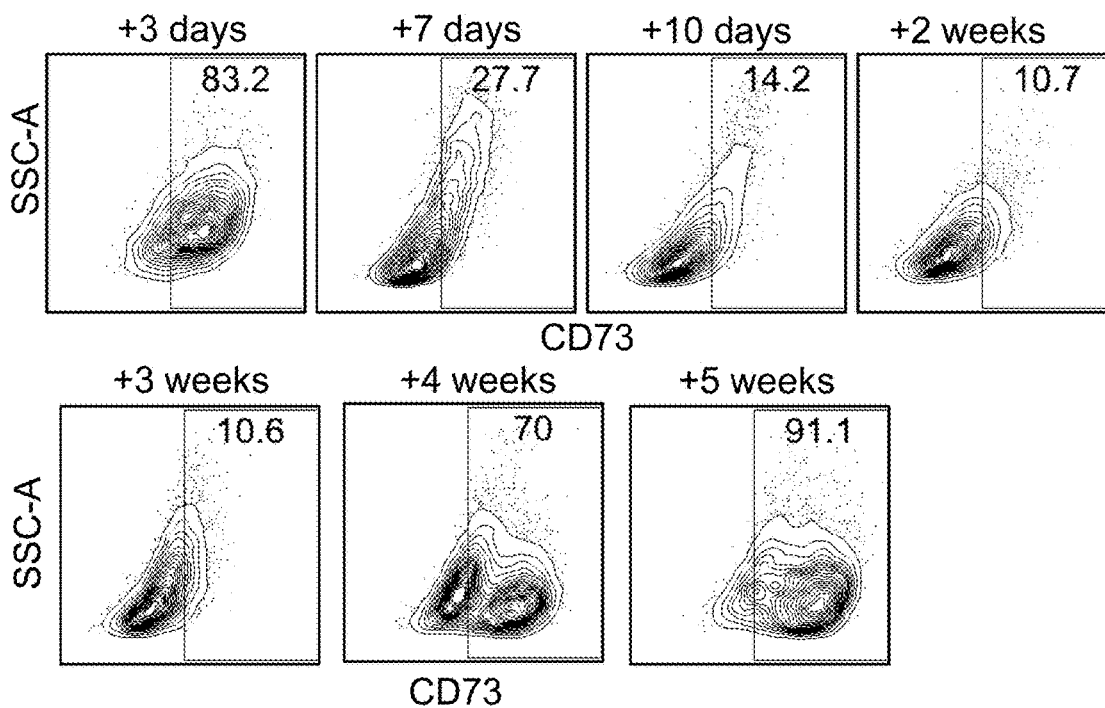 +3 days +7 days +10 days +2 weeks
83.2 27.7 14.2 10.7
SSC-A
CD73
+3 weeks +4 weeks +5 weeks
10.6 70 91.1
SSC-A
CD73